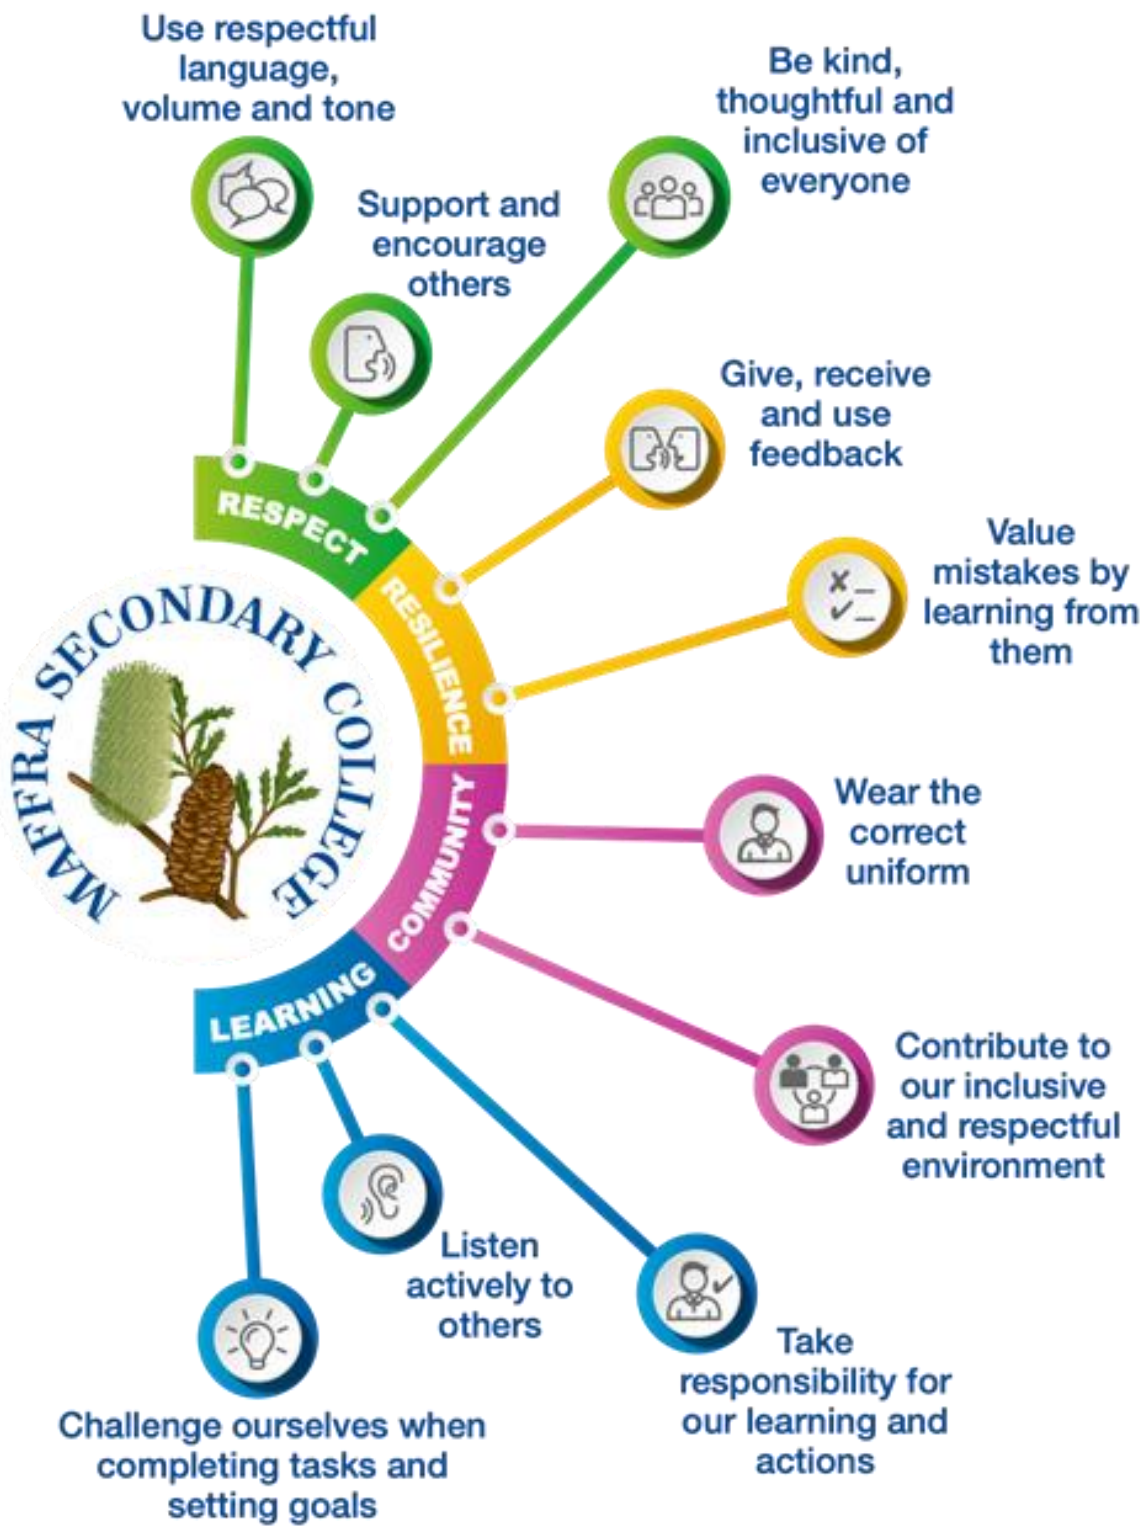 Use respectful
language,
volume and tone
Be kind,
thoughtful and
inclusive of
everyone
Support and
encourage
others
Give, receive
and use
feedback
Value
mistakes by
learning from
them
RESPECT
RESILIENCE
COMMUNITY
LEARNING
MAFFRA SECONDARY COLLEGE
Wear the
correct
uniform
Contribute to
our inclusive
and respectful
environment
Listen
actively to
others
Take
responsibility for
our learning and
actions
Challenge ourselves when
completing tasks and
setting goals